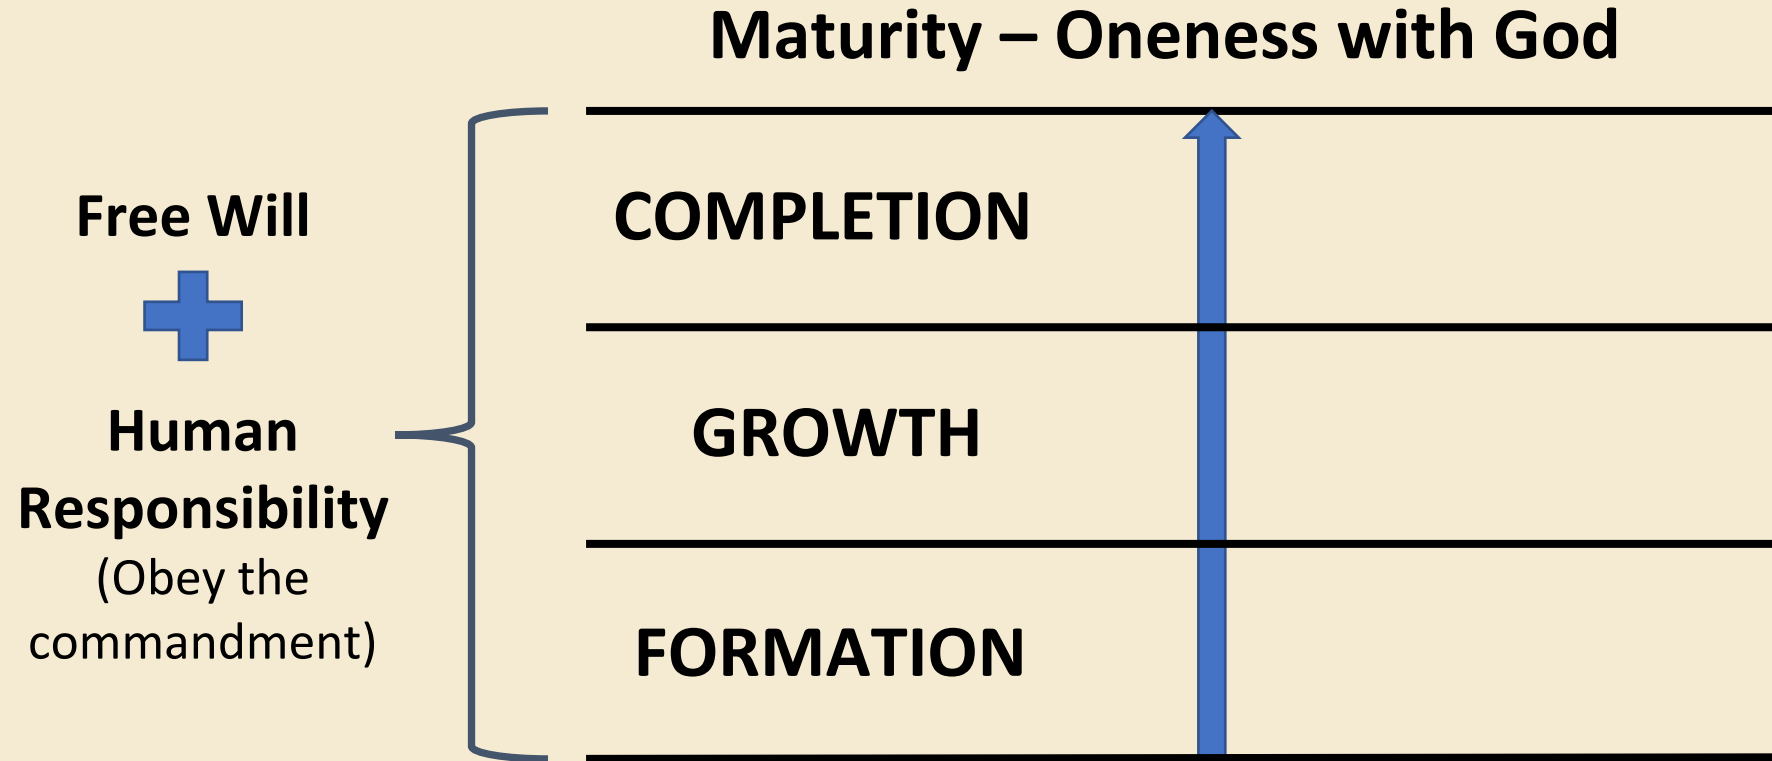 Maturity – Oneness with God
Free Will
Human
Responsibility
(Obey the
commandment)
COMPLETION
GROWTH
FORMATION